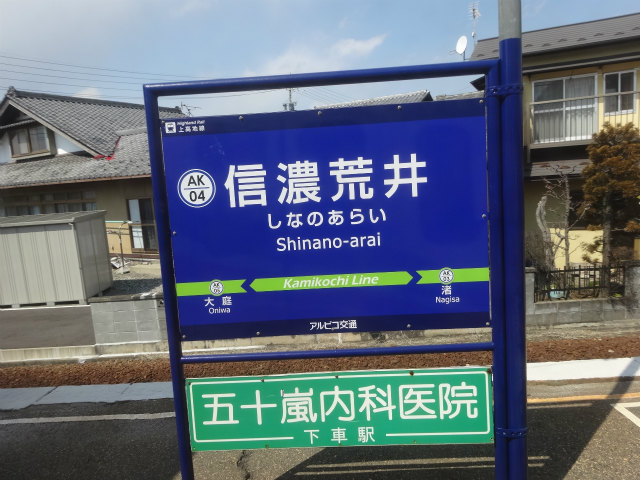 Highland Rail
上高地線
AK
04
信濃荒井
しなのあらい
Shinano-arai
AK
05
大庭
Oniwa
Kamikochi Line
AK
03
渚
Nagisa
アルピコ交通
五十嵐内科医院
下車駅